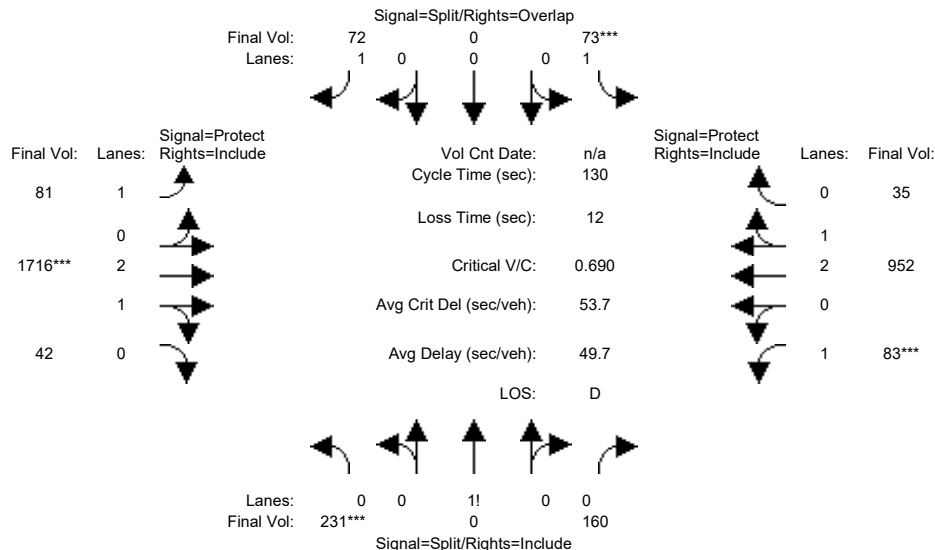 Signal=Split/Rights=Overlap
Final Vol: 72 0 73***
Lanes: 1 0 0 0 1
Signal=Protect
Final Vol: Lanes: Rights=Include
Vol Cnt Date: n/a
Signal=Protect
Rights=Include Lanes: Final Vol:
Cycle Time (sec): 130
81 1
0 35
Loss Time (sec): 12
0
1
1716*** 2
Critical V/C: 0.690
2 952
1
Avg Crit Del (sec/veh): 53.7
0
42 0
Avg Delay (sec/veh): 49.7
1 83***
LOS: D
Lanes: 0 0 1! 0 0
Final Vol: 231*** 0 160
Signal=Split/Rights=Include